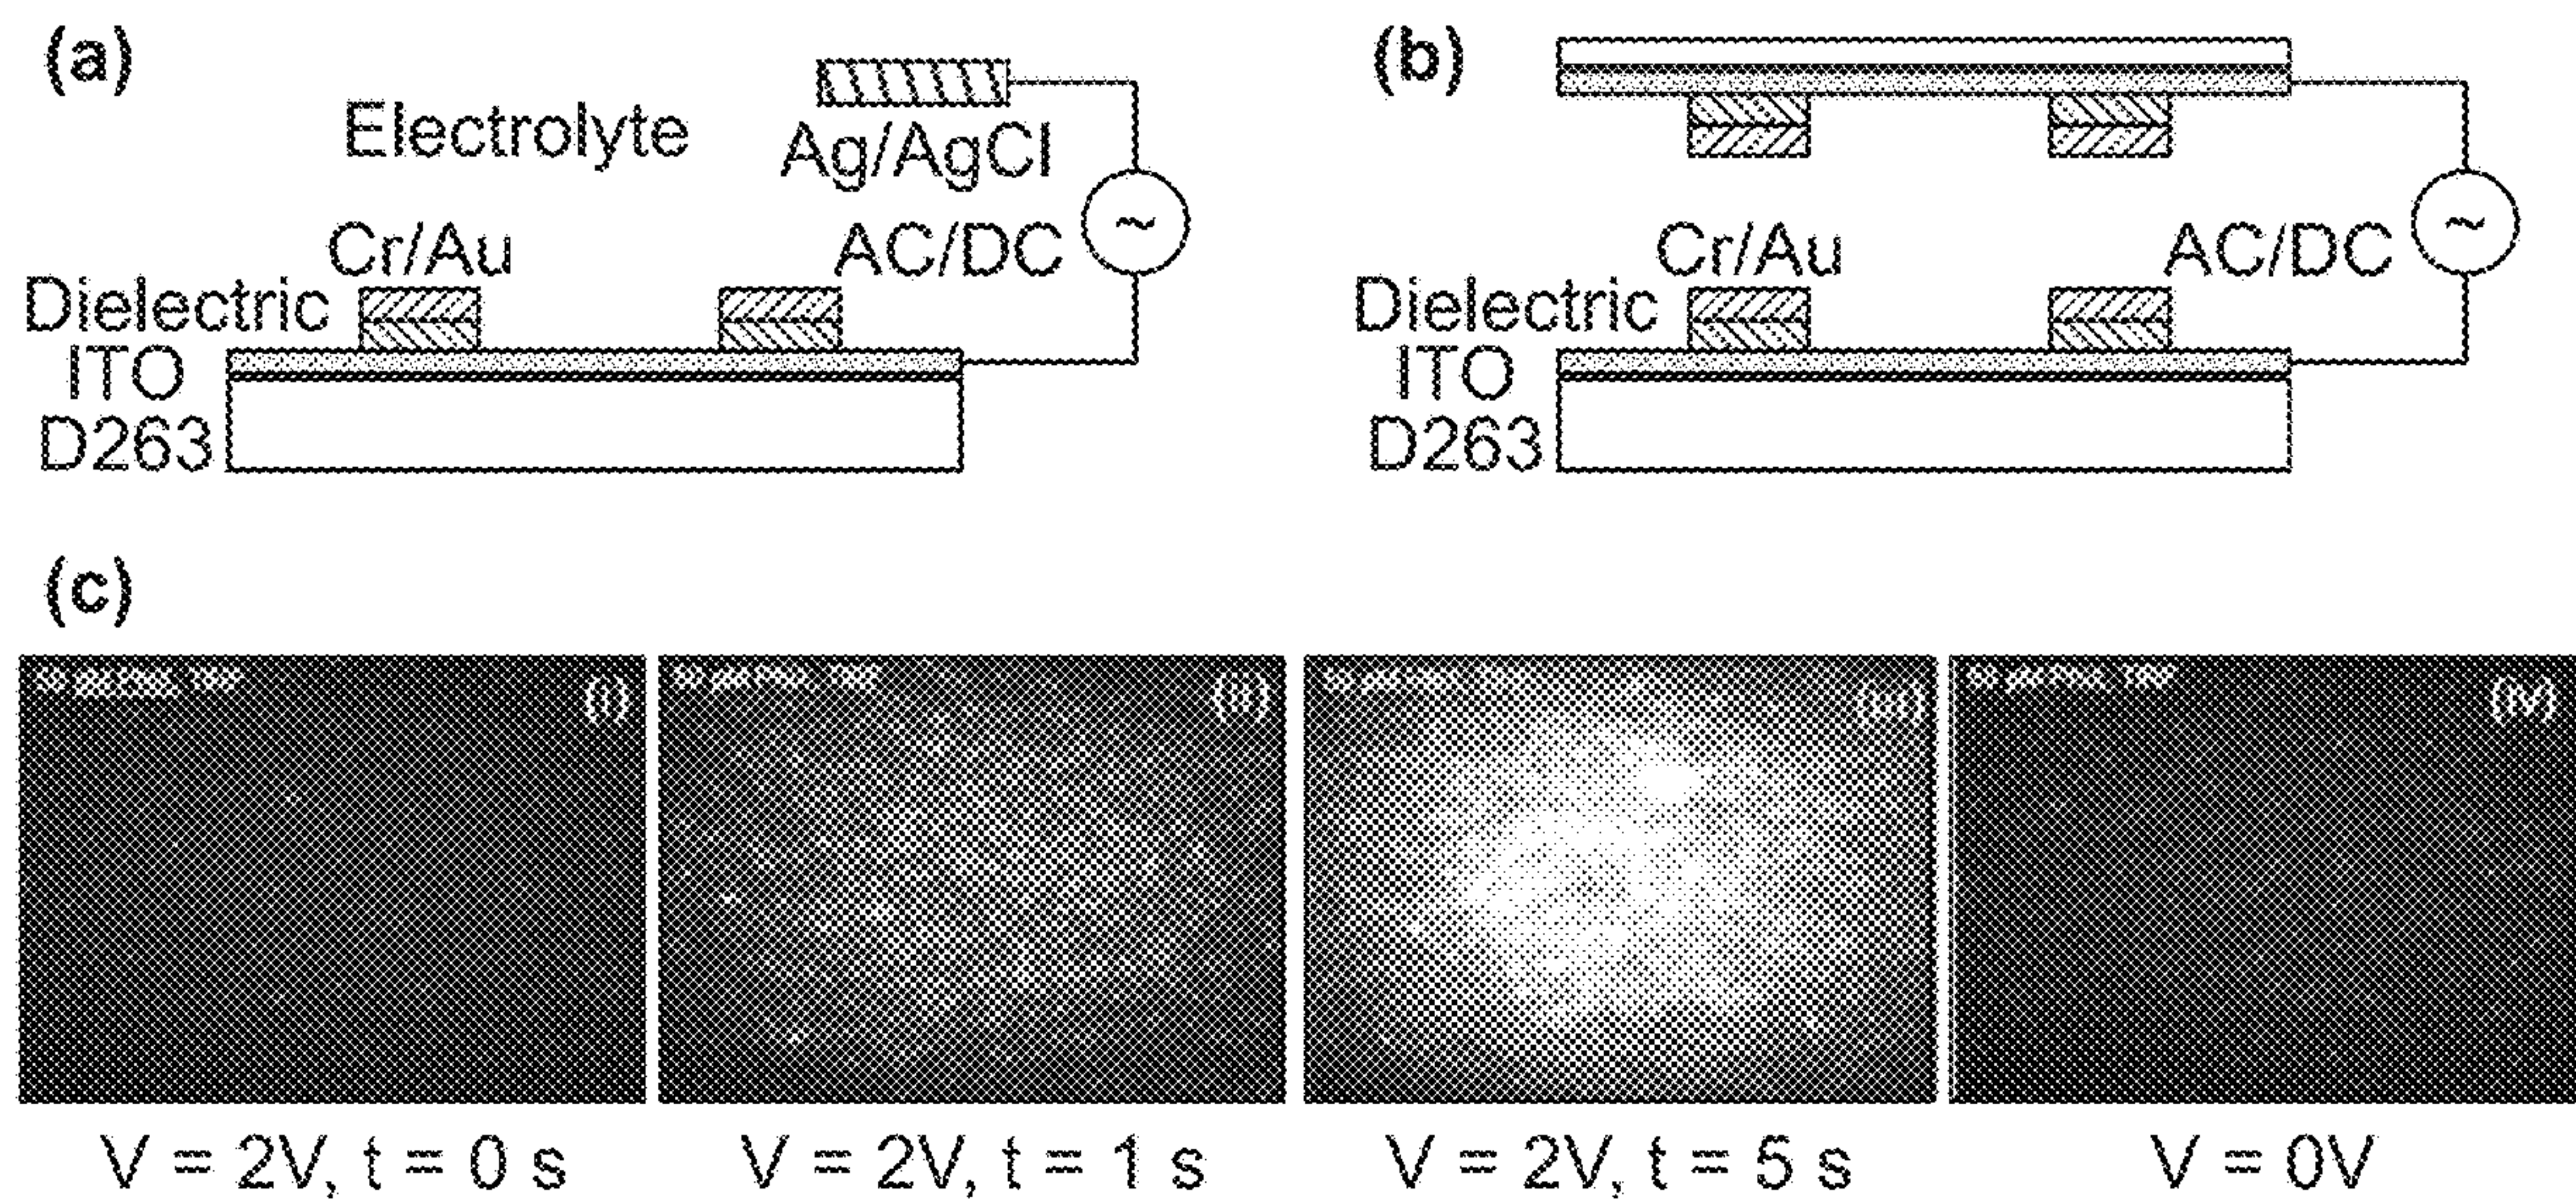 (a)
Electrolyte
Ag/AgCl
Cr/Au
AC/DC
~
Dielectric
ITO
D263
(b)
Cr/Au
AC/DC
~
Dielectric
ITO
D263
(c)
(i)
(ii)
(iii)
(iv)
V = 2V, t = 0 s
V = 2V, t = 1 s
V = 2V, t = 5 s
V = 0V